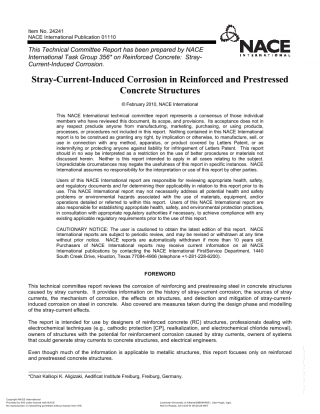 Item No. 24241
NACE International Publication 01110
This Technical Committee Report has been prepared by NACE
International Task Group 356* on Reinforced Concrete: Stray-
Current-Induced Corrosion.
NACE
INTERNATIONAL
Stray-Current-Induced Corrosion in Reinforced and Prestressed
Concrete Structures
© February 2010, NACE International
This NACE International technical committee report represents a consensus of those individual
members who have reviewed this document, its scope, and provisions. Its acceptance does not in
any respect preclude anyone from manufacturing, marketing, purchasing, or using products,
processes, or procedures not included in this report. Nothing contained in this NACE International
report is to be construed as granting any right, by implication or otherwise, to manufacture, sell, or
use in connection with any method, apparatus, or product covered by Letters Patent, or as
indemnifying or protecting anyone against liability for infringement of Letters Patent. This report
should in no way be interpreted as a restriction on the use of better procedures or materials not
discussed herein. Neither is this report intended to apply in all cases relating to the subject.
Unpredictable circumstances may negate the usefulness of this report in specific instances. NACE
International assumes no responsibility for the interpretation or use of this report by other parties.
Users of this NACE International report are responsible for reviewing appropriate health, safety,
and regulatory documents and for determining their applicability in relation to this report prior to its
use. This NACE International report may not necessarily address all potential health and safety
problems or environmental hazards associated with the use of materials, equipment, and/or
operations detailed or referred to within this report. Users of this NACE International report are
also responsible for establishing appropriate health, safety, and environmental protection practices,
in consultation with appropriate regulatory authorities if necessary, to achieve compliance with any
existing applicable regulatory requirements prior to the use of this report.
CAUTIONARY NOTICE: The user is cautioned to obtain the latest edition of this report. NACE
International reports are subject to periodic review, and may be revised or withdrawn at any time
without prior notice. NACE reports are automatically withdrawn if more than 10 years old.
Purchasers of NACE International reports may receive current information on all NACE
International publications by contacting the NACE International FirstService Department, 1440
South Creek Drive, Houston, Texas 77084-4906 (telephone +1-281-228-6200).
FOREWORD
This NACE technical committee report reviews the corrosion of reinforcing and prestressing steel in concrete structures
caused by stray currents. It provides information on the history of stray-current corrosion, the sources of stray
currents, the mechanism of corrosion, the effects on structures, and detection and mitigation of stray-current-
induced corrosion on steel in concrete. Also covered are measures taken during the design phase and modelling
of the stray-current effects.
The report is intended for use by designers of reinforced concrete (RC) structures, professionals dealing with
electrochemical techniques (e.g., cathodic protection [CP], realkalization, and electrochemical chloride removal),
owners of structures with the potential for reinforcement corrosion caused by stray currents, owners of systems
that could generate stray currents to concrete structures, and electrical engineers.
Even though much of the information is applicable to metallic structures, this report focuses only on reinforced
and prestressed concrete structures.
*Chair Kalliopi K. Aligizaki, Aedificat Institute Freiburg, Freiburg, Germany.
Copyright NACE International